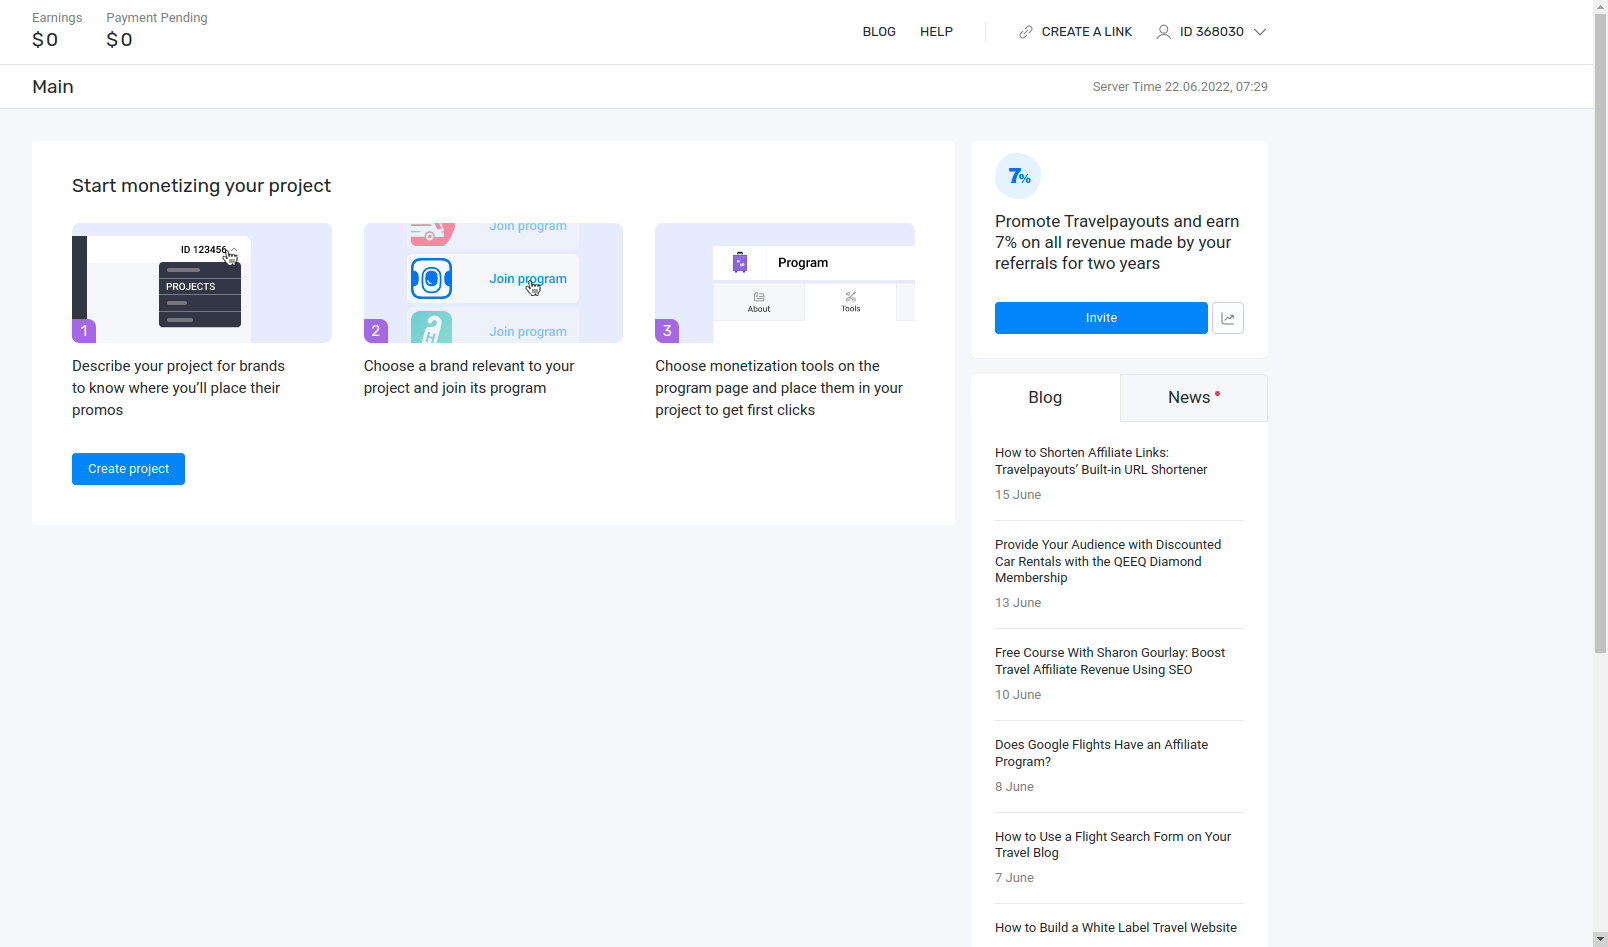 Earnings
$0
Payment Pending
$0
BLOG
HELP
CREATE A LINK
ID 368030
Main
Server Time 22.06.2022, 07:29
Start monetizing your project
ID 123456
PROJECTS
1
Describe your project for brands
to know where you’ll place their
promos
Join program
Join program
Join program
2
Choose a brand relevant to your
project and join its program
Program
About
Tools
3
Choose monetization tools on the
program page and place them in your
project to get first clicks
Create project
7%
Promote Travelpayouts and earn
7% on all revenue made by your
referrals for two years
Invite
Blog
News
How to Shorten Affiliate Links:
Travelpayouts’ Built-in URL Shortener
15 June
Provide Your Audience with Discounted
Car Rentals with the QEEQ Diamond
Membership
13 June
Free Course With Sharon Gourlay: Boost
Travel Affiliate Revenue Using SEO
10 June
Does Google Flights Have an Affiliate
Program?
8 June
How to Use a Flight Search Form on Your
Travel Blog
7 June
How to Build a White Label Travel Website